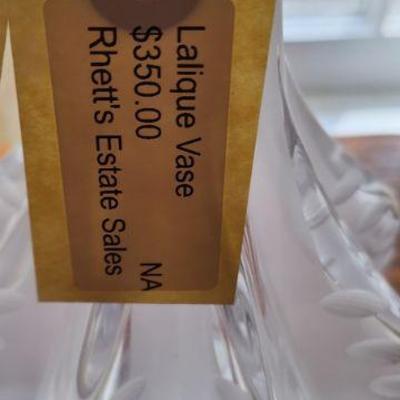 Lalique Vase
$350.00 NA
Rhett's Estate Sales